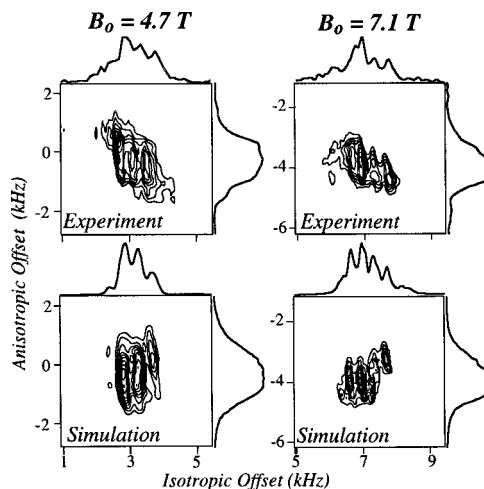 B₀ = 4.7 T
B₀ = 7.1 T
2
0
-2
Experiment
-2
-4
-6
Experiment
Anisotropic Offset (kHz)
2
0
-2
Simulation
1 3 5
-2
-4
-6
Simulation
5 7 9
Isotropic Offset (kHz)